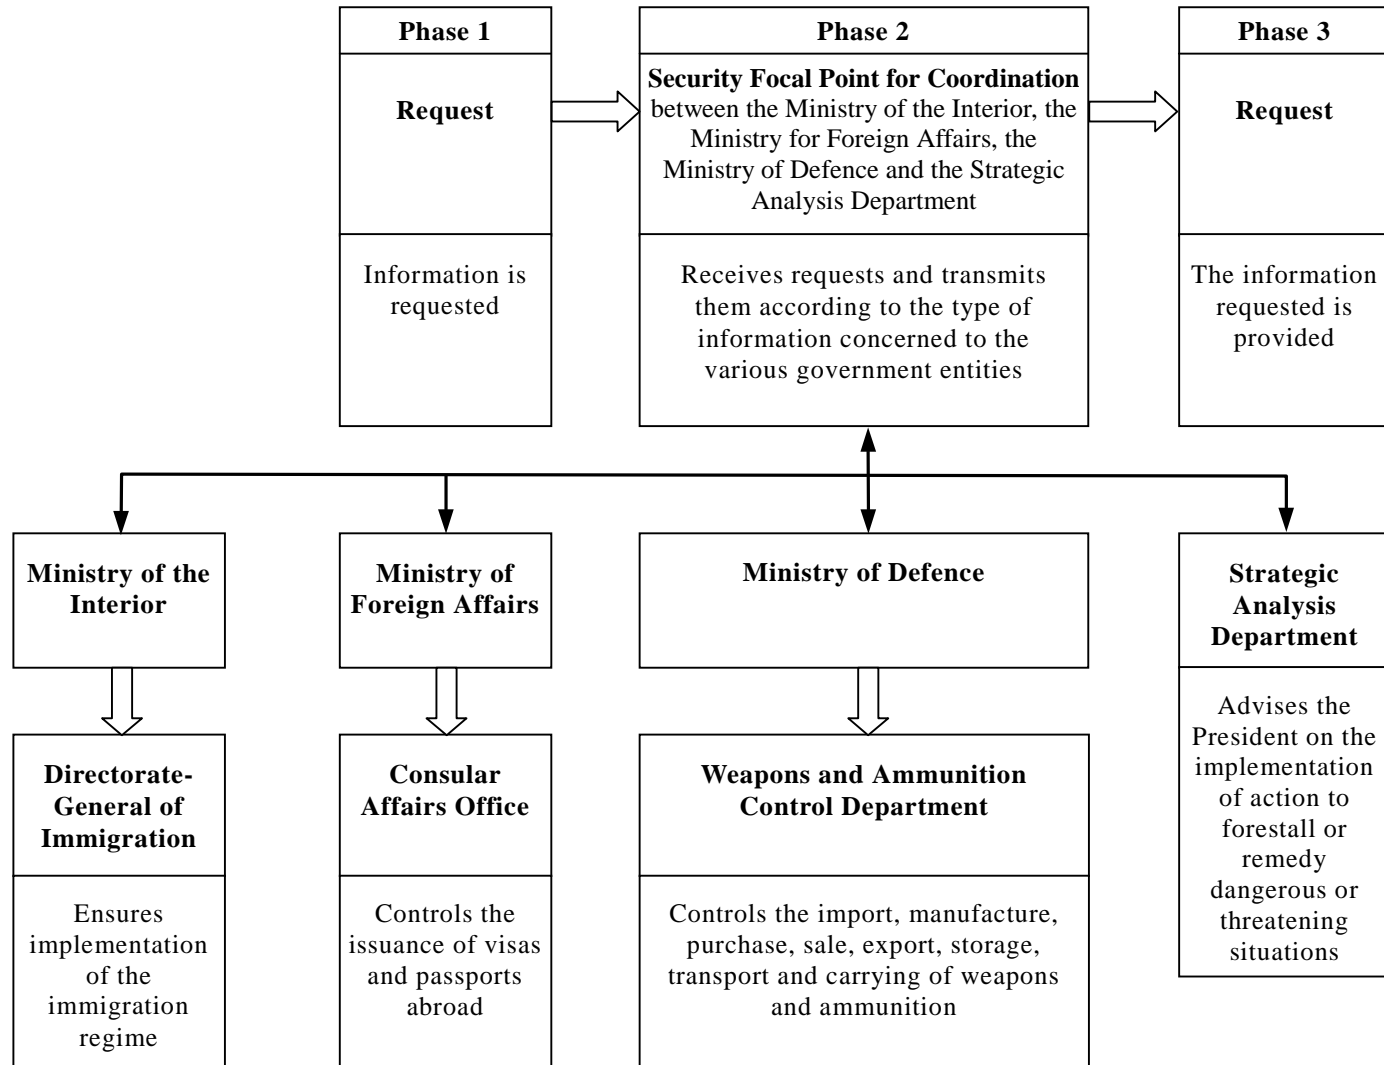 Phase 1
Request
Information is
requested
Phase 2
Security Focal Point for Coordination
between the Ministry of the Interior, the
Ministry for Foreign Affairs, the
Ministry of Defence and the Strategic
Analysis Department
Receives requests and transmits
them according to the type of
information concerned to the
various government entities
Phase 3
Request
The information
requested is
provided
Ministry of the
Interior
Directorate-
General of
Immigration
Ensures
implementation
of the
immigration
regime
Ministry of
Foreign Affairs
Consular
Affairs Office
Controls the
issuance of visas
and passports
abroad
Ministry of Defence
Weapons and Ammunition
Control Department
Controls the import, manufacture,
purchase, sale, export, storage,
transport and carrying of weapons
and ammunition
Strategic
Analysis
Department
Advises the
President on the
implementation
of action to
forestall or
remedy
dangerous or
threatening
situations